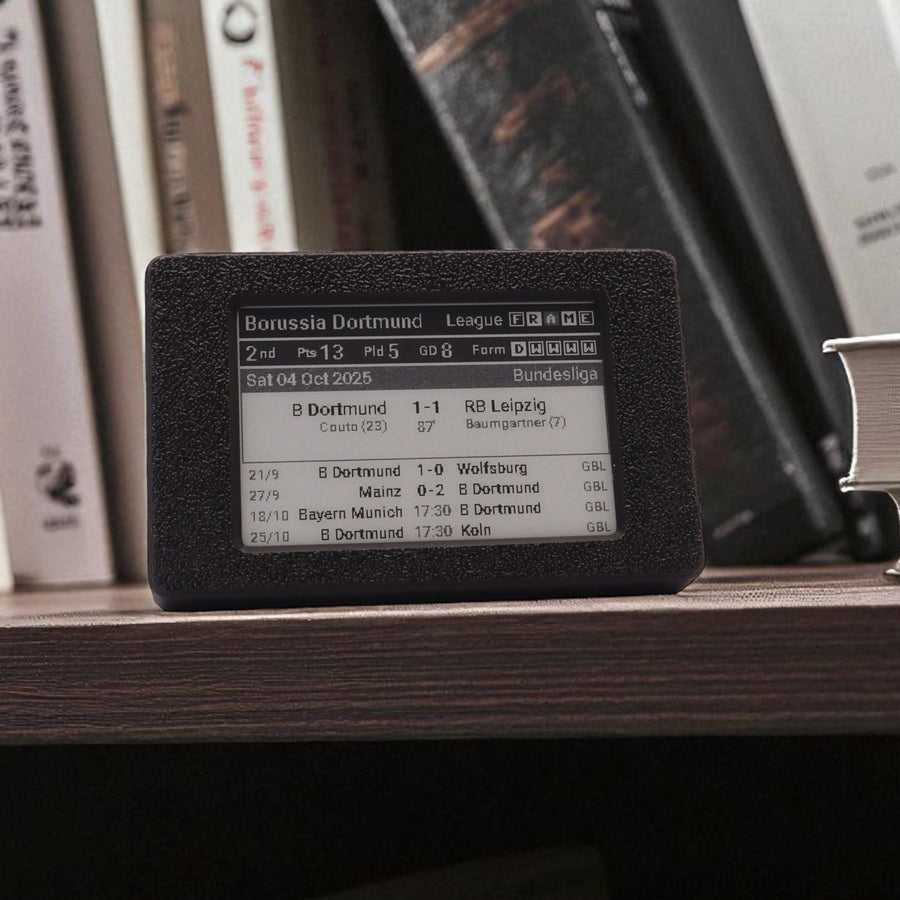 Borussia Dortmund League FRAME
2nd Pts 13 Pld 5 GD 8 Form DWWWW
Sat 04 Oct 2025 Bundesliga
B Dortmund 1-1 RB Leipzig
Couto (23) 87' Baumgartner (7)
21/9 B Dortmund 1-0 Wolfsburg GBL
27/9 Mainz 0-2 B Dortmund GBL
18/10 Bayern Munich 17:30 B Dortmund GBL
25/10 B Dortmund 17:30 Koln GBL